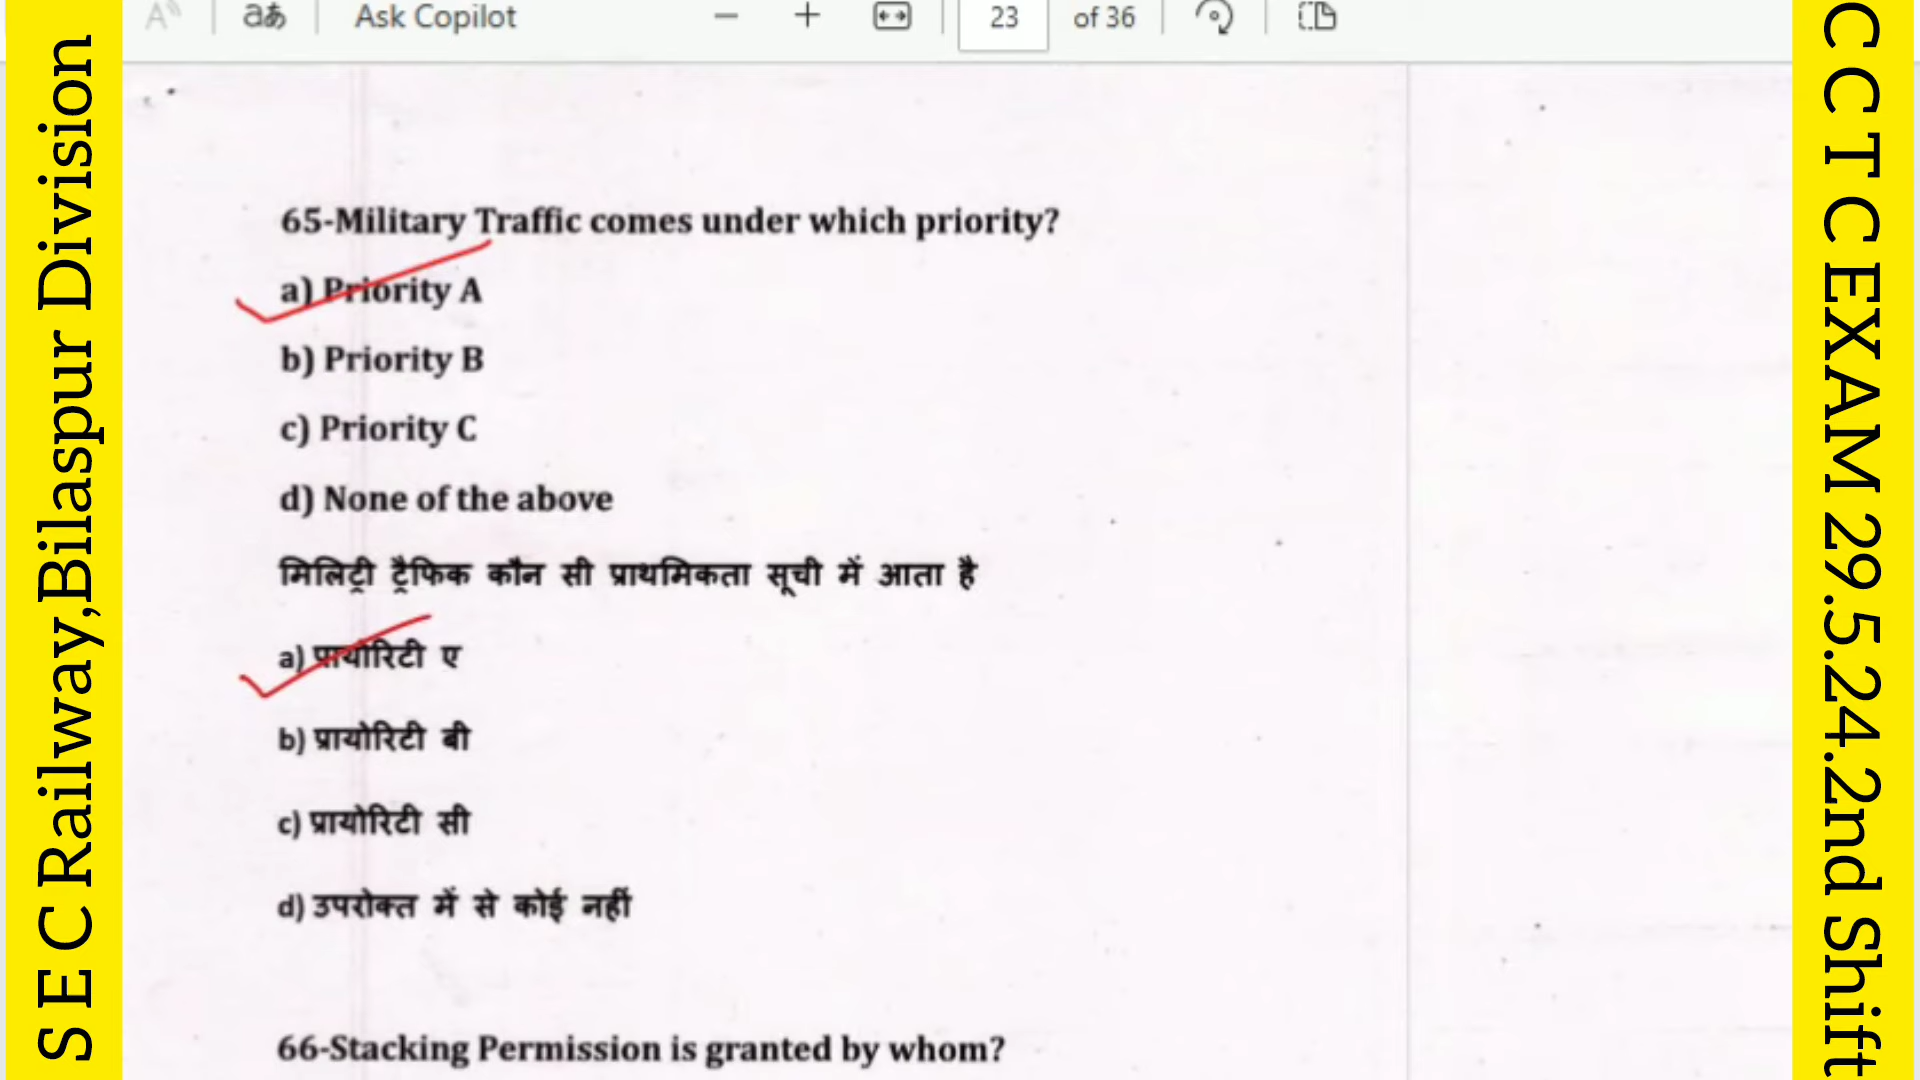 S E C Railway,Bilaspur Division
A
aあ
Ask Copilot
23
of 36
65-Military Traffic comes under which priority?
a) Priority A
b) Priority B
c) Priority C
d) None of the above
मिलिट्री ट्रैफिक कौन सी प्राथमिकता सूची में आता है
a) प्रायोरिटी ए
b) प्रायोरिटी बी
c) प्रायोरिटी सी
d) उपरोक्त में से कोई नहीं
66-Stacking Permission is granted by whom?
C C T C EXAM 29.5.24.2nd Shift